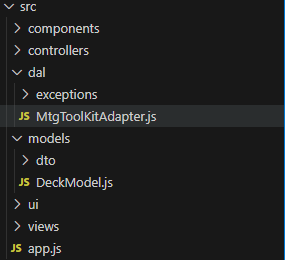 src
components
controllers
dal
exceptions
JS MtgToolKitAdapter.js
models
dto
JS DeckModel.js
ui
views
JS app.js